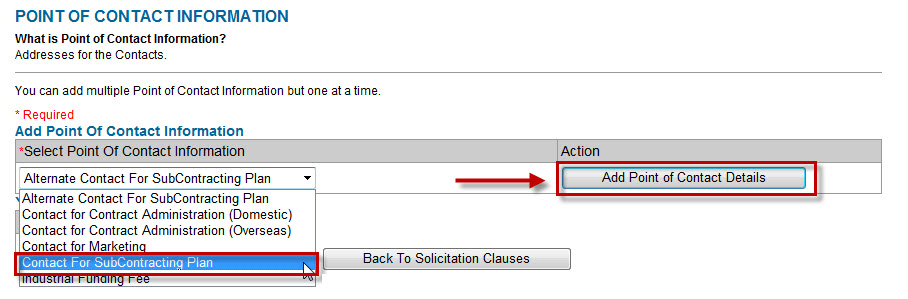 POINT OF CONTACT INFORMATION
What is Point of Contact Information?
Addresses for the Contacts.
You can add multiple Point of Contact Information but one at a time.
* Required
Add Point Of Contact Information
*Select Point Of Contact Information Action
Alternate Contact For SubContracting Plan Add Point of Contact Details
Alternate Contact For SubContracting Plan
Contact for Contract Administration (Domestic)
Contact for Contract Administration (Overseas)
Contact for Marketing
Contact For SubContracting Plan Back To Solicitation Clauses
Industrial Funding Fee